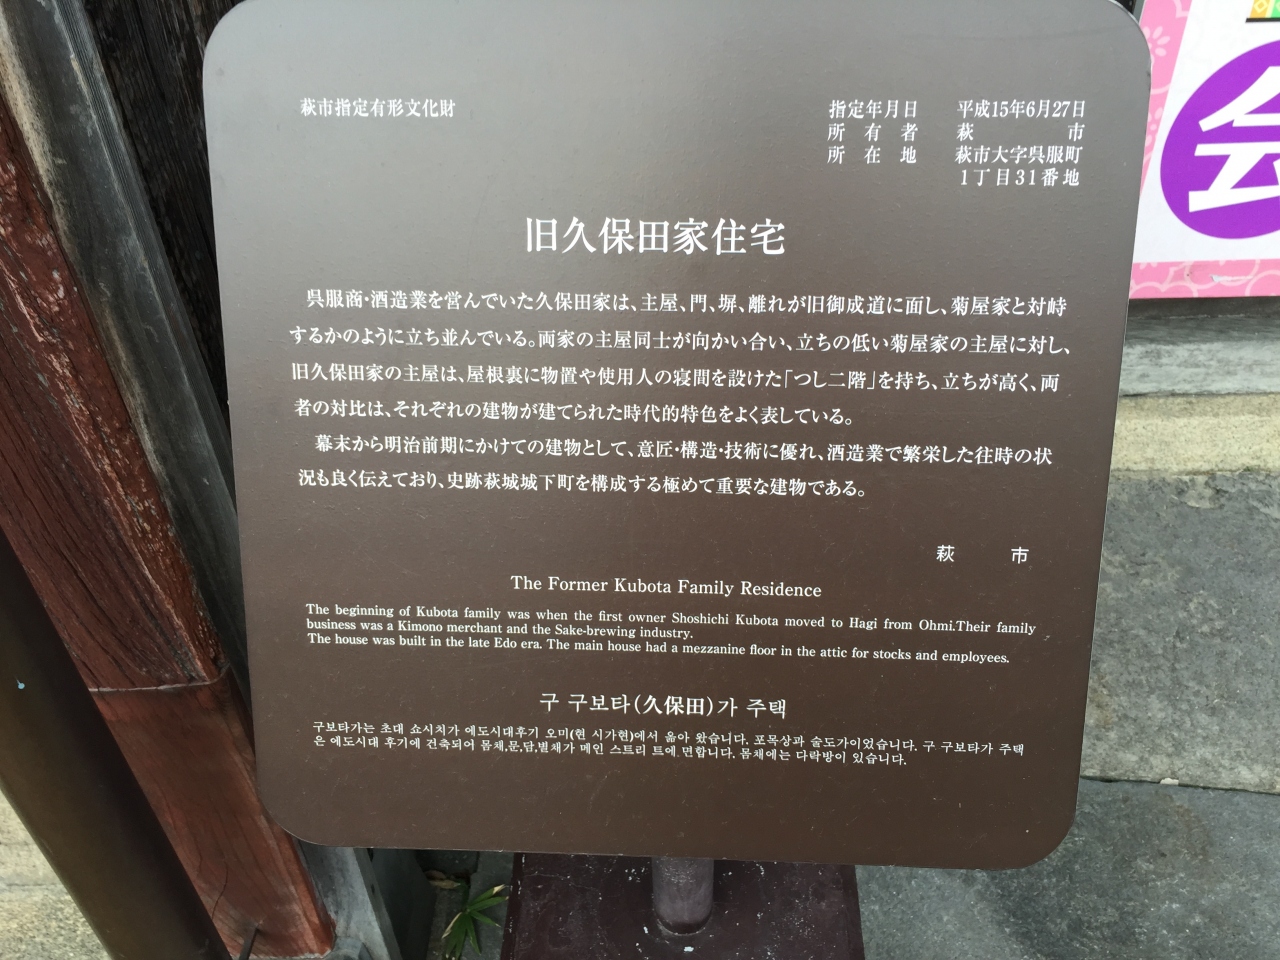 萩市指定有形文化財
指定年月日　平成15年6月27日
所有者　萩市
所在地　萩市大字呉服町
1丁目31番地
旧久保田家住宅
呉服商・酒造業を営んでいた久保田家は、主屋、門、塀、離れが旧御成道に面し、菊屋家と対峙
するかのように立ち並んでいる。両家の主屋同士が向かい合い、立ちの低い菊屋家の主屋に対し、
旧久保田家の主屋は、屋根裏に物置や使用人の寝間を設けた「つし二階」を持ち、立ちが高く、両
者の対比は、それぞれの建物が建てられた時代的特色をよく表している。
幕末から明治前期にかけての建物として、意匠・構造・技術に優れ、酒造業で繁栄した往時の状
況も良く伝えており、史跡萩城城下町を構成する極めて重要な建物である。
萩市
The Former Kubota Family Residence
The beginning of Kubota family was when the first owner Shoshichi Kubota moved to Hagi from Ohmi.Their family
business was a Kimono merchant and the Sake-brewing industry.
The house was built in the late Edo era. The main house had a mezzanine floor in the attic for stocks and employees.
구 구보타(久保田)가 주택
구보타가는 초대 쇼시치가 에도시대후기 오미(현 시가현)에서 옮아 왔습니다. 포목상과 술도가이었습니다. 구 구보타가 주택
은 에도시대 후기에 건축되어 몸채,문,담,별채가 메인 스트리 트에 면합니다. 몸채에는 다락방이 있습니다.
会